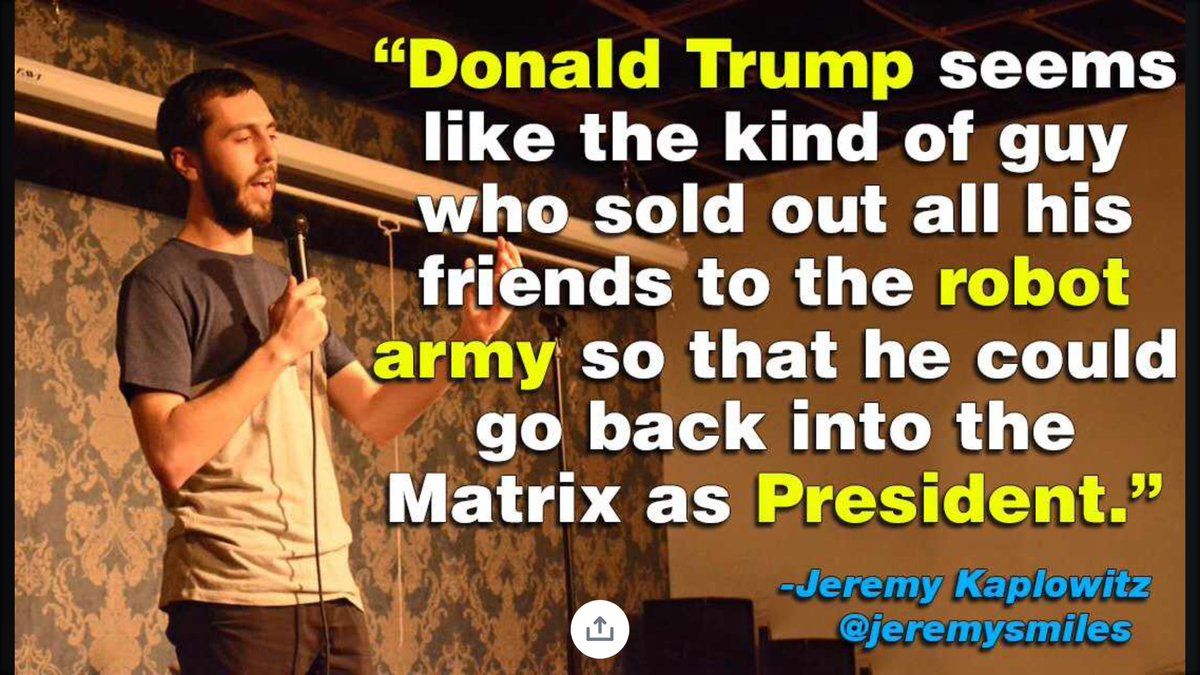 “Donald Trump seems
like the kind of guy
who sold out all his
friends to the robot
army so that he could
go back into the
Matrix as President.”
-Jeremy Kaplowitz
@jeremysmiles